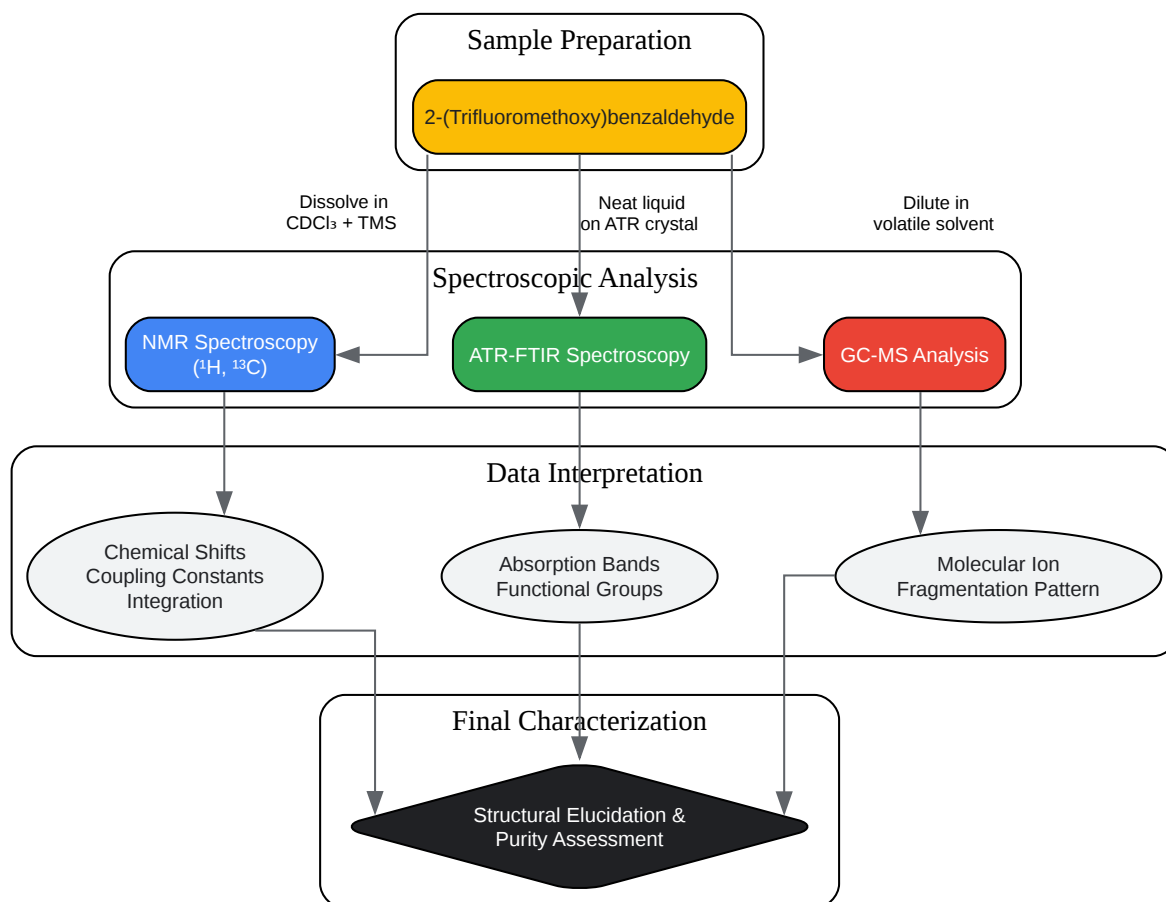 Sample Preparation
2-(Trifluoromethoxy)benzaldehyde
Dissolve in
CDCl₃ + TMS
Neat liquid
on ATR crystal
Dilute in
volatile solvent
Spectroscopic Analysis
NMR Spectroscopy
(¹H, ¹³C)
ATR-FTIR Spectroscopy
GC-MS Analysis
Data Interpretation
Chemical Shifts
Coupling Constants
Integration
Absorption Bands
Functional Groups
Molecular Ion
Fragmentation Pattern
Final Characterization
Structural Elucidation &
Purity Assessment